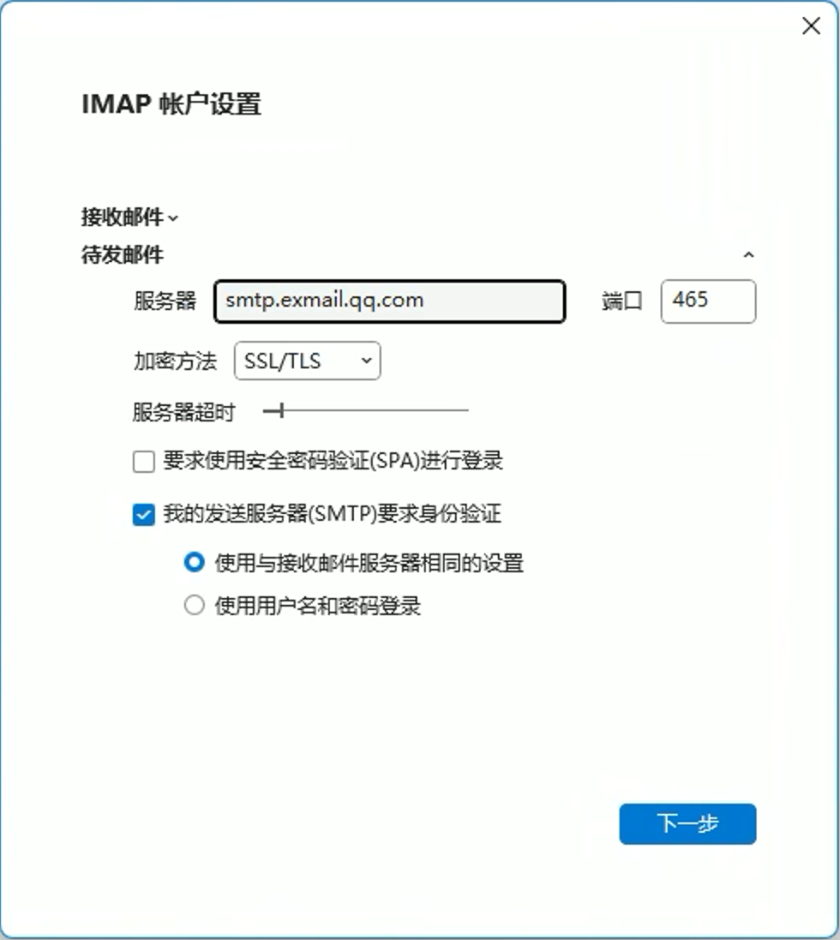 IMAP 帐户设置
接收邮件
待发邮件
服务器 smtp.exmail.qq.com 端口 465
加密方法 SSL/TLS
服务器超时
要求使用安全密码验证(SPA)进行登录
我的发送服务器(SMTP)要求身份验证
使用与接收邮件服务器相同的设置
使用用户名和密码登录
下一步